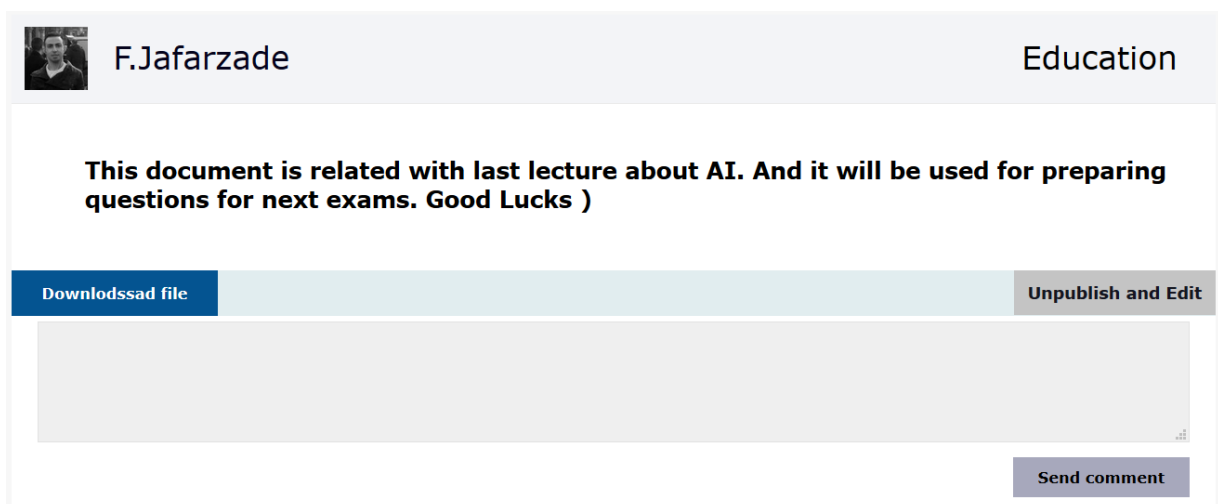 F.Jafarzade
Education
This document is related with last lecture about AI. And it will be used for preparing
questions for next exams. Good Lucks )
Downlodssad file
Unpublish and Edit
Send comment